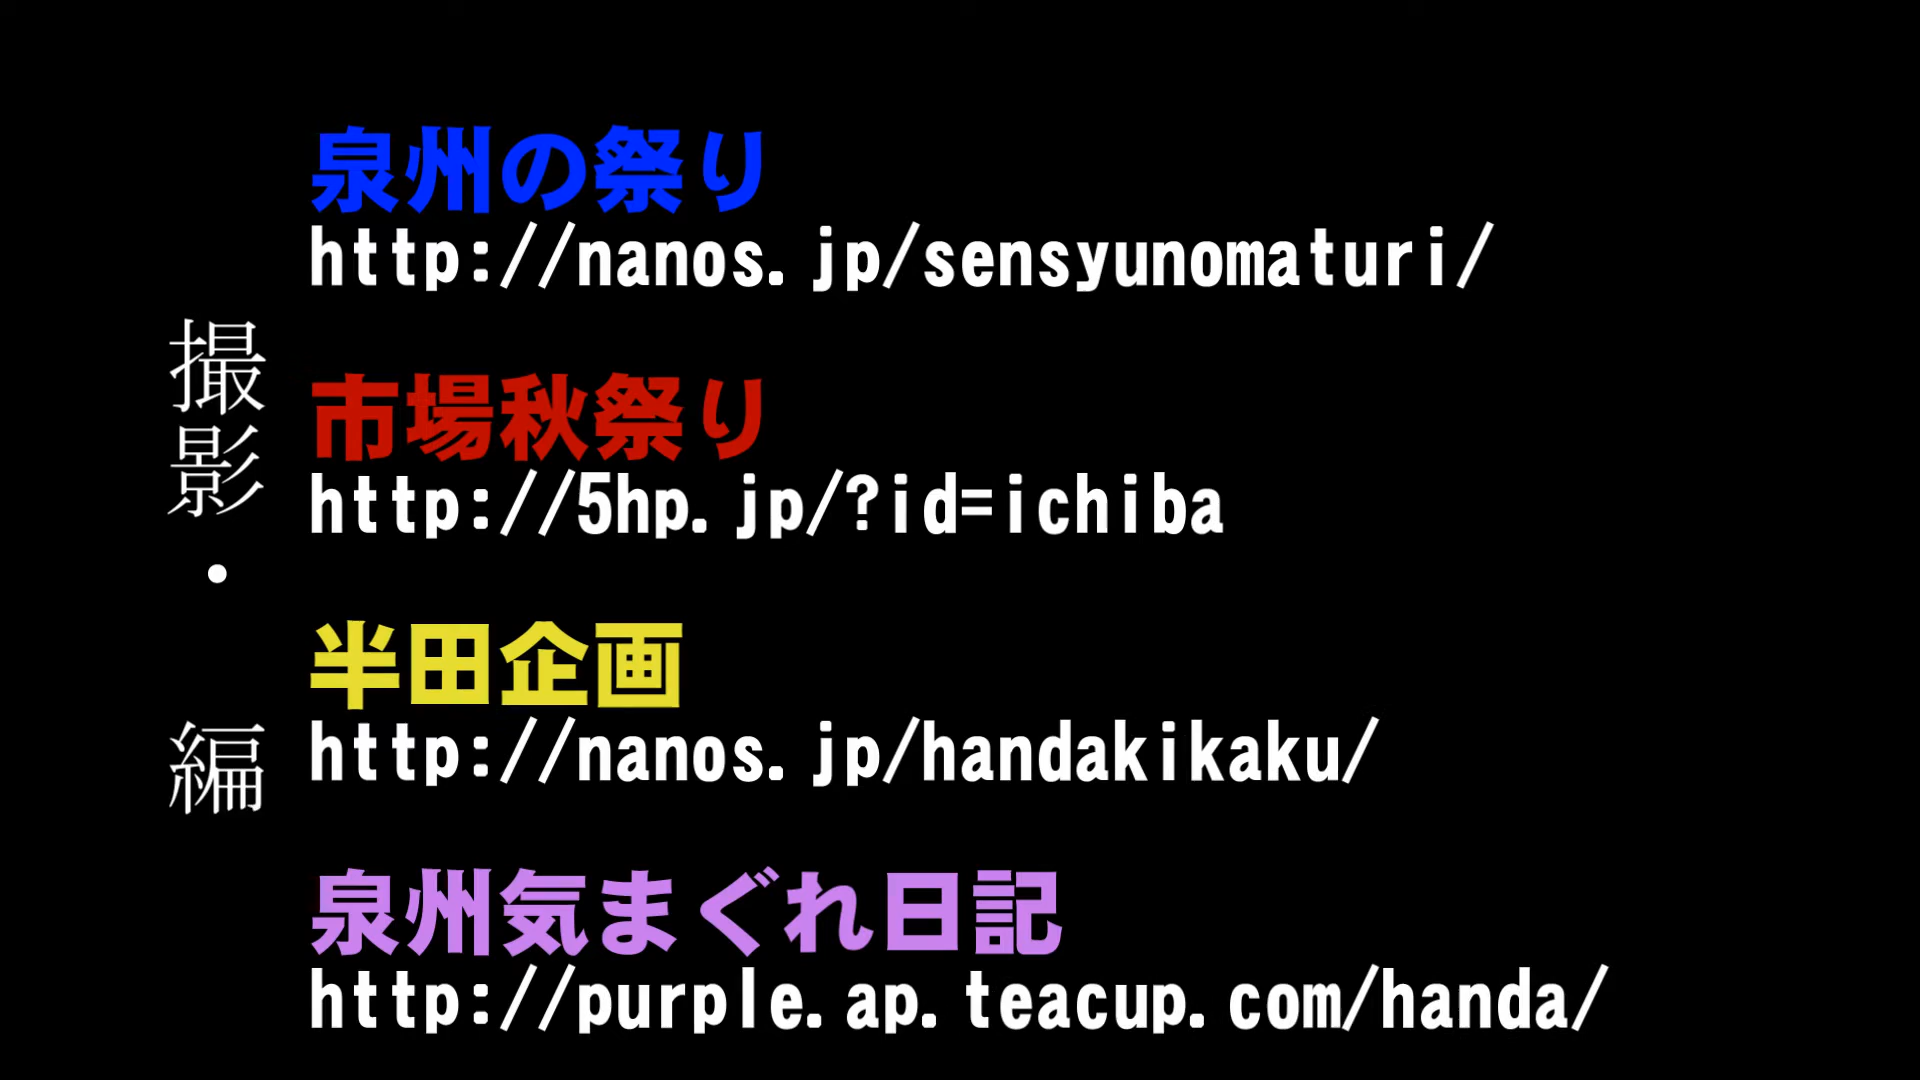 撮影・編
泉州の祭り
http://nanos.jp/sensyunomaturi/
市場秋祭り
http://5hp.jp/?id=ichiba
半田企画
http://nanos.jp/handakikaku/
泉州気まぐれ日記
http://purple.ap.teacup.com/handa/